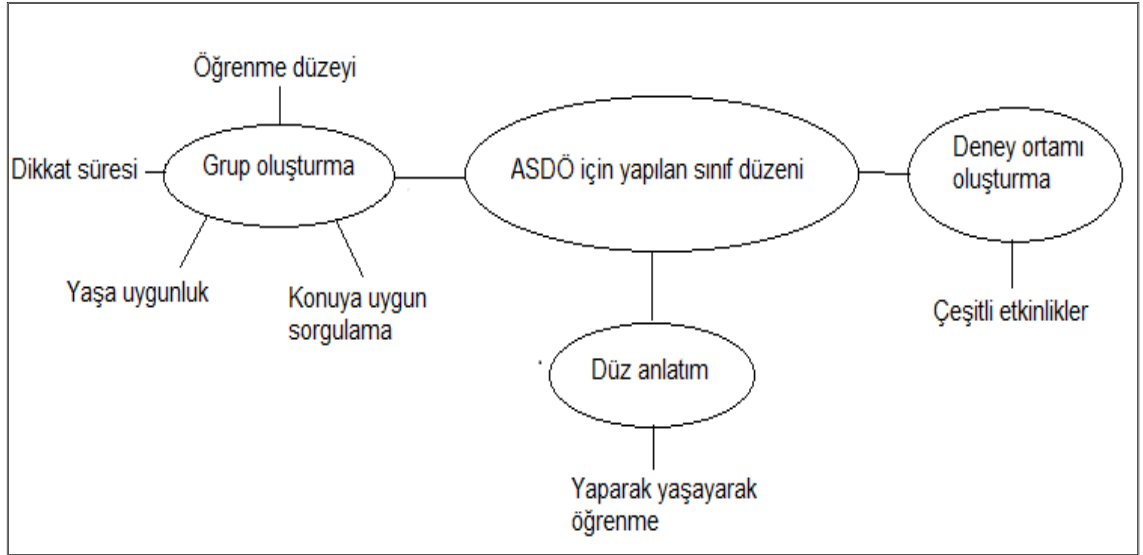 Öğrenme düzeyi
Dikkat süresi
Grup oluşturma
ASDÖ için yapılan sınıf düzeni
Deney ortamı
oluşturma
Yaşa uygunluk
Konuya uygun
sorgulama
Çeşitli etkinlikler
Düz anlatım
Yaparak yaşayarak
öğrenme